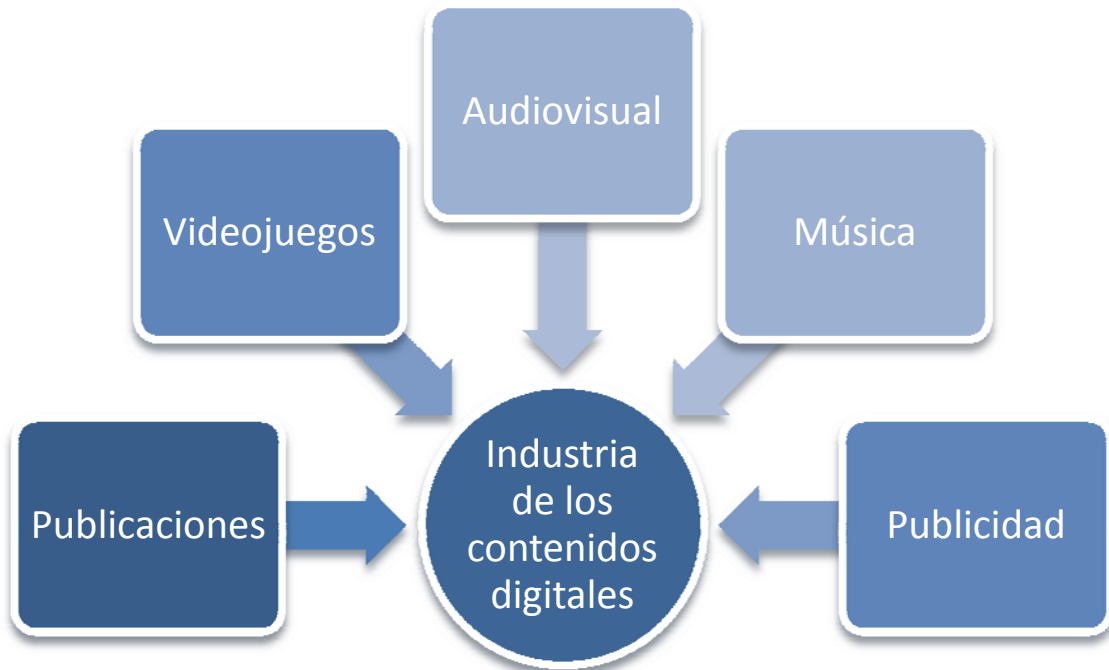 Audiovisual
Videojuegos
Música
Publicaciones
Industria
de los
contenidos
digitales
Publicidad